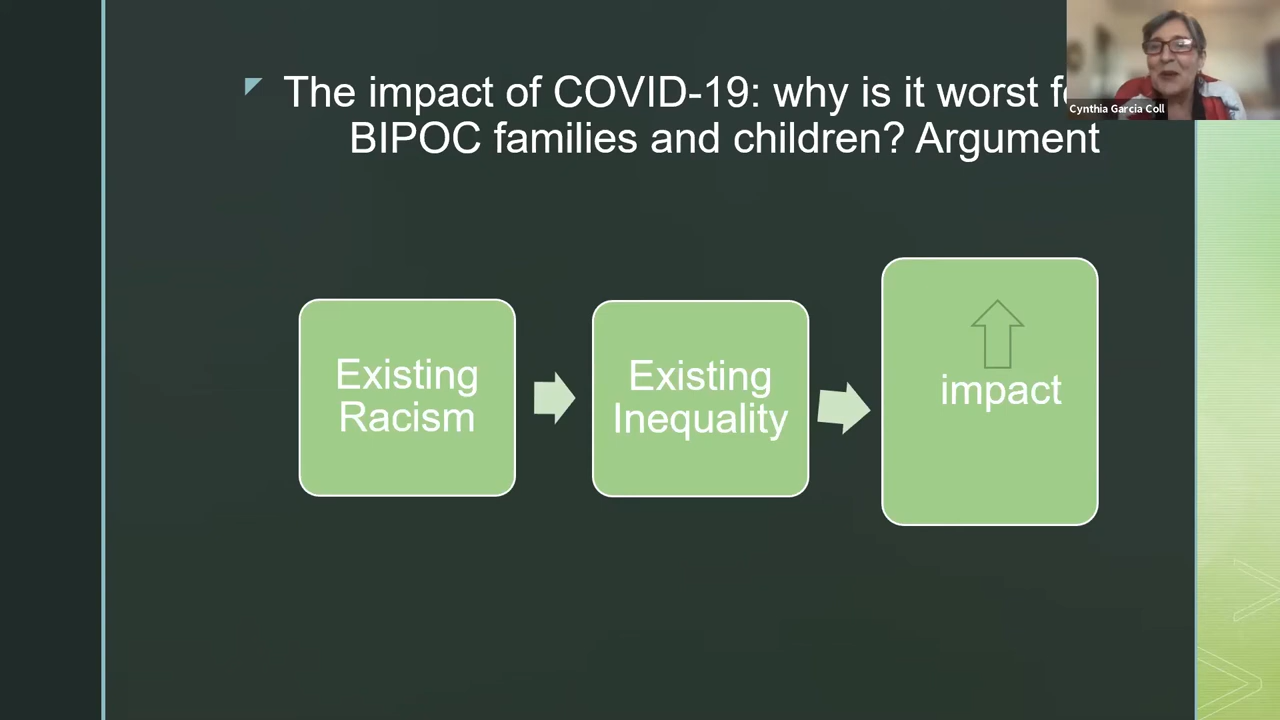 The impact of COVID-19: why is it worst
BIPOC families and children? Argument
Cynthia Garcia Coll
Existing
Racism
Existing
Inequality
impact